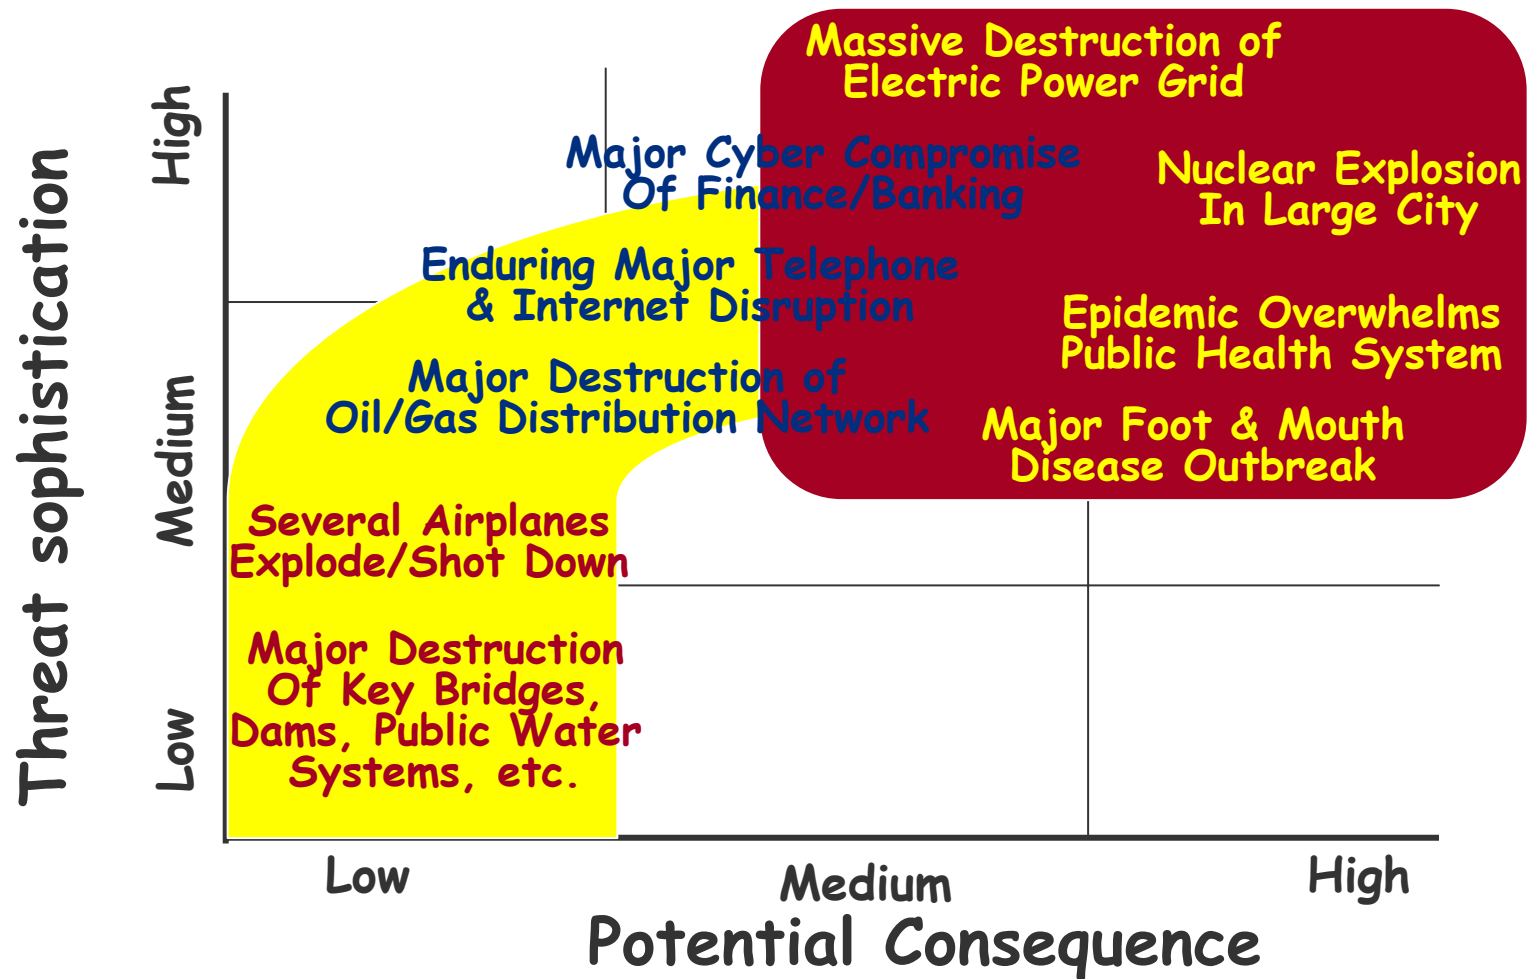 Massive Destruction of
Electric Power Grid
Major Cyber Compromise
Of Finance/Banking
Nuclear Explosion
In Large City
Enduring Major Telephone
& Internet Disruption
Epidemic Overwhelms
Public Health System
Major Destruction of
Oil/Gas Distribution Network
Major Foot & Mouth
Disease Outbreak
Several Airplanes
Explode/Shot Down
Major Destruction
Of Key Bridges,
Dams, Public Water
Systems, etc.
Threat sophistication
High
Medium
Low
Low
Medium
High
Potential Consequence